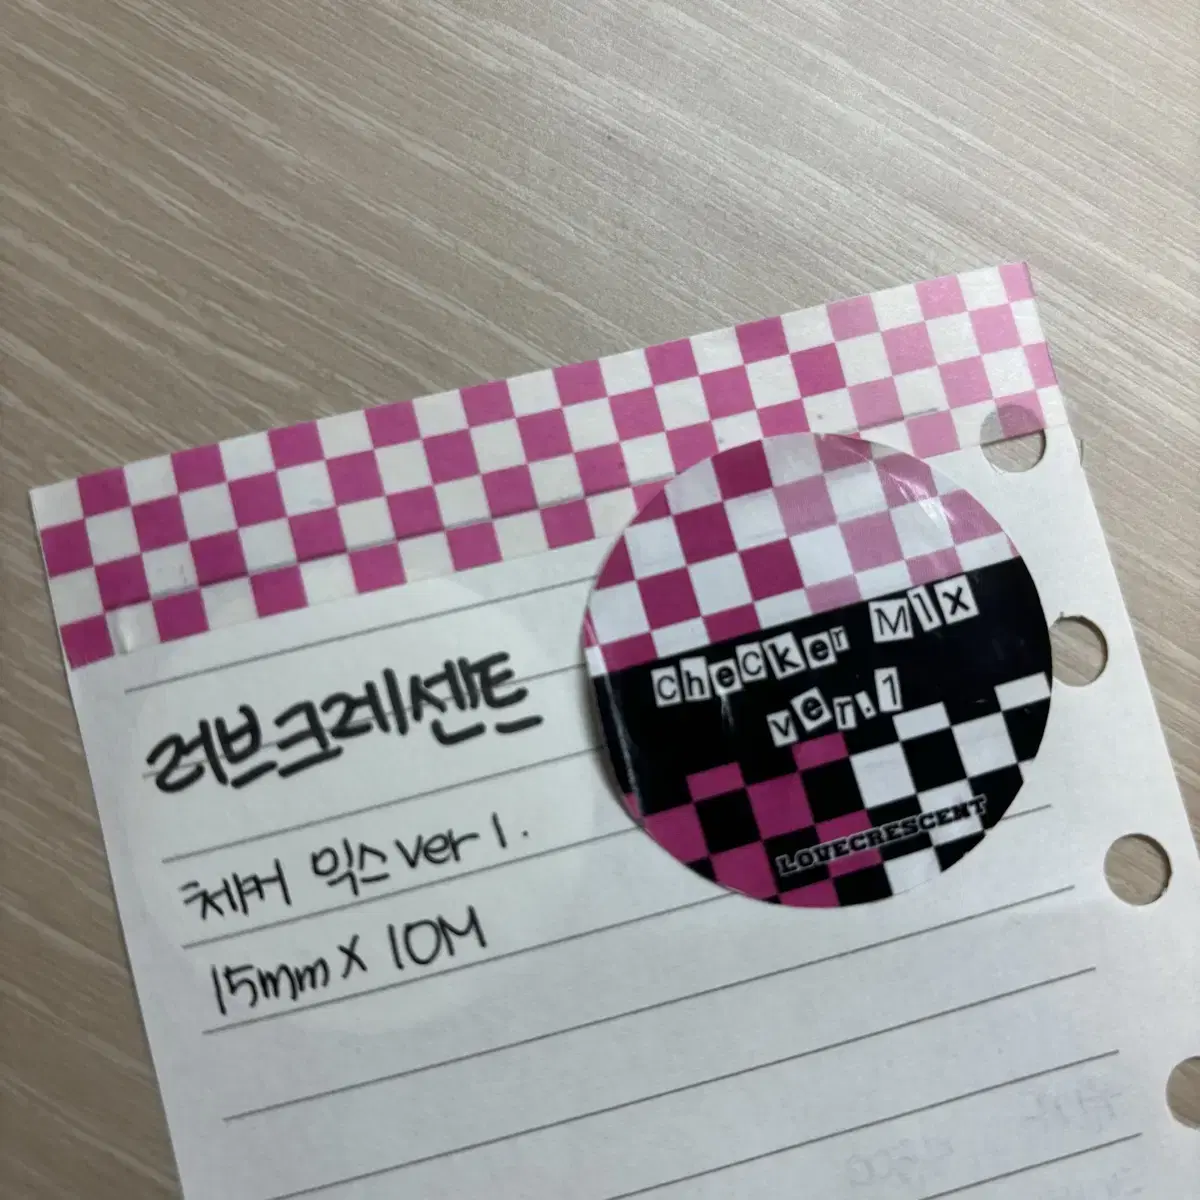 러브크레센트
체커 믹스 ver 1.
15mm X 10M
Checker MIx
ver.1
LOVECRESCENT